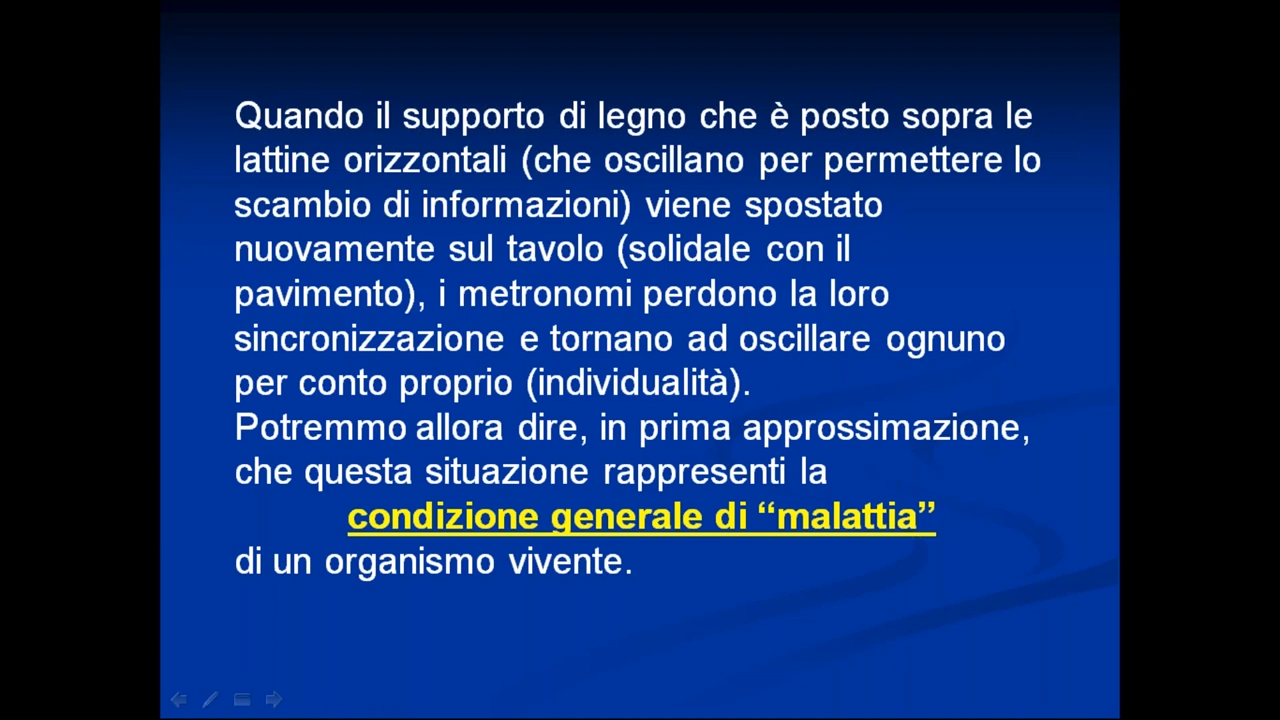 Quando il supporto di legno che è posto sopra le
lattine orizzontali (che oscillano per permettere lo
scambio di informazioni) viene spostato
nuovamente sul tavolo (solidale con il
pavimento), i metronomi perdono la loro
sincronizzazione e tornano ad oscillare ognuno
per conto proprio (individualità).
Potremmo allora dire, in prima approssimazione,
che questa situazione rappresenti la
condizione generale di “malattia”
di un organismo vivente.